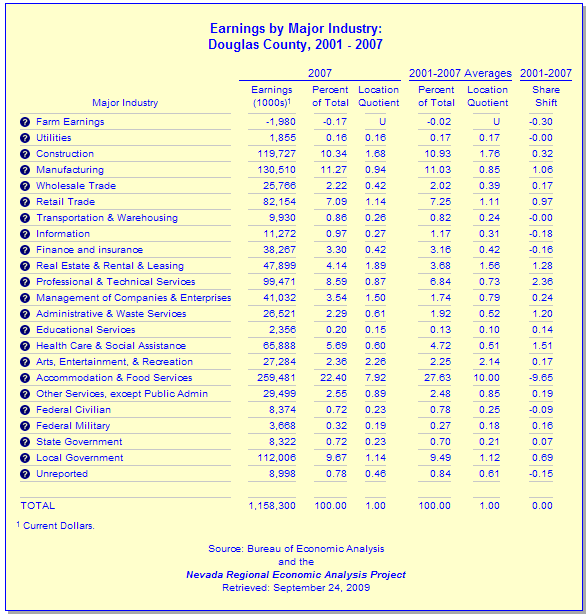 Earnings by Major Industry:
Douglas County, 2001 - 2007
2007 2001-2007 Averages 2001-2007
Earnings Percent Location Percent Location Share
Major Industry (1000s)¹ of Total Quotient of Total Quotient Shift
? Farm Earnings -1,980 -0.17 U -0.02 U -0.30
? Utilities 1,855 0.16 0.16 0.17 0.17 -0.00
? Construction 119,727 10.34 1.68 10.93 1.76 0.32
? Manufacturing 130,510 11.27 0.94 11.03 0.85 1.06
? Wholesale Trade 25,766 2.22 0.42 2.02 0.39 0.17
? Retail Trade 82,154 7.09 1.14 7.25 1.11 0.97
? Transportation & Warehousing 9,930 0.86 0.26 0.82 0.24 -0.00
? Information 11,272 0.97 0.27 1.17 0.31 -0.18
? Finance and insurance 38,267 3.30 0.42 3.16 0.42 -0.16
? Real Estate & Rental & Leasing 47,899 4.14 1.89 3.68 1.56 1.28
? Professional & Technical Services 99,471 8.59 0.87 6.84 0.73 2.36
? Management of Companies & Enterprises 41,032 3.54 1.50 1.74 0.79 0.24
? Administrative & Waste Services 26,521 2.29 0.61 1.92 0.52 1.20
? Educational Services 2,356 0.20 0.15 0.13 0.10 0.14
? Health Care & Social Assistance 65,888 5.69 0.60 4.72 0.51 1.51
? Arts, Entertainment, & Recreation 27,284 2.36 2.26 2.25 2.14 0.17
? Accommodation & Food Services 259,481 22.40 7.92 27.63 10.00 -9.65
? Other Services, except Public Admin 29,499 2.55 0.89 2.48 0.85 0.19
? Federal Civilian 8,374 0.72 0.23 0.78 0.25 -0.09
? Federal Military 3,668 0.32 0.19 0.27 0.18 0.16
? State Government 8,322 0.72 0.23 0.70 0.21 0.07
? Local Government 112,006 9.67 1.14 9.49 1.12 0.69
? Unreported 8,998 0.78 0.46 0.84 0.61 -0.15
TOTAL 1,158,300 100.00 1.00 100.00 1.00 0.00
¹ Current Dollars.
Source: Bureau of Economic Analysis
and the
Nevada Regional Economic Analysis Project
Retrieved: September 24, 2009